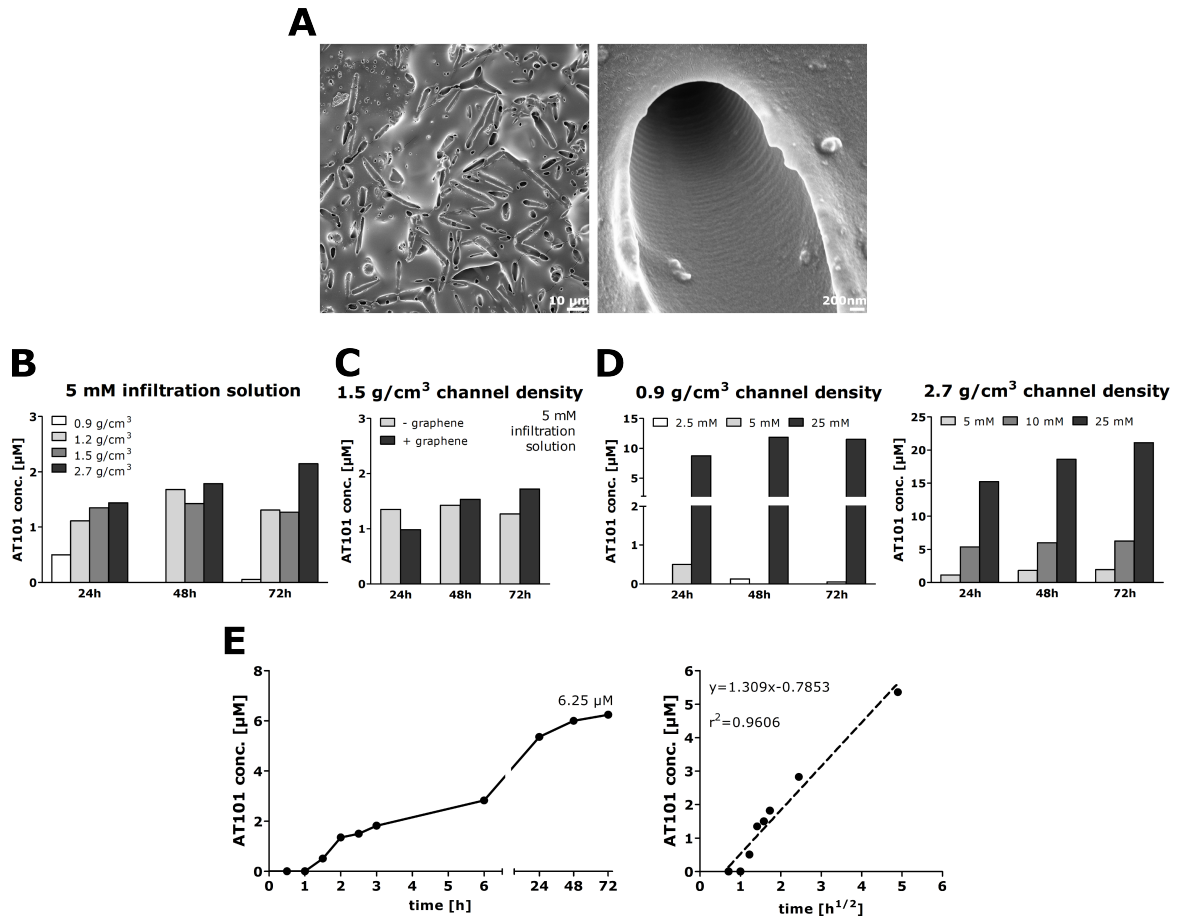 A
10 µm
200nm
B
5 mM infiltration solution
AT101 conc. [µM]
3
2
1
0
0.9 g/cm³
1.2 g/cm³
1.5 g/cm³
2.7 g/cm³
24h 48h 72h
C
1.5 g/cm³ channel density
AT101 conc. [µM]
3
2
1
0
- graphene
+ graphene
5 mM
infiltration
solution
24h 48h 72h
D
0.9 g/cm³ channel density
AT101 conc. [µM]
15
10
5
2
1
0
2.5 mM 5 mM 25 mM
24h 48h 72h
2.7 g/cm³ channel density
AT101 conc. [µM]
25
20
15
10
5
0
5 mM 10 mM 25 mM
24h 48h 72h
E
AT101 conc. [µM]
8
6
4
2
0
6.25 µM
0 1 2 3 4 5 6 24 48 72
time [h]
AT101 conc. [µM]
6
5
4
3
2
1
0
y=1.309x-0.7853
r²=0.9606
0 1 2 3 4 5 6
time [h^1/2]